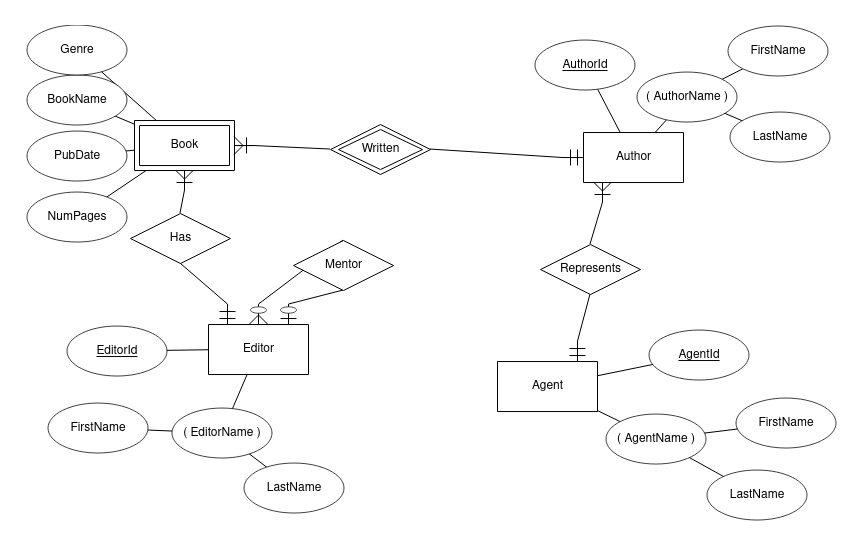 Genre
BookName
PubDate
NumPages
Book
Written
AuthorId
( AuthorName )
FirstName
LastName
Author
Has
Mentor
Represents
EditorId
Editor
FirstName
( EditorName )
LastName
Agent
AgentId
( AgentName )
FirstName
LastName